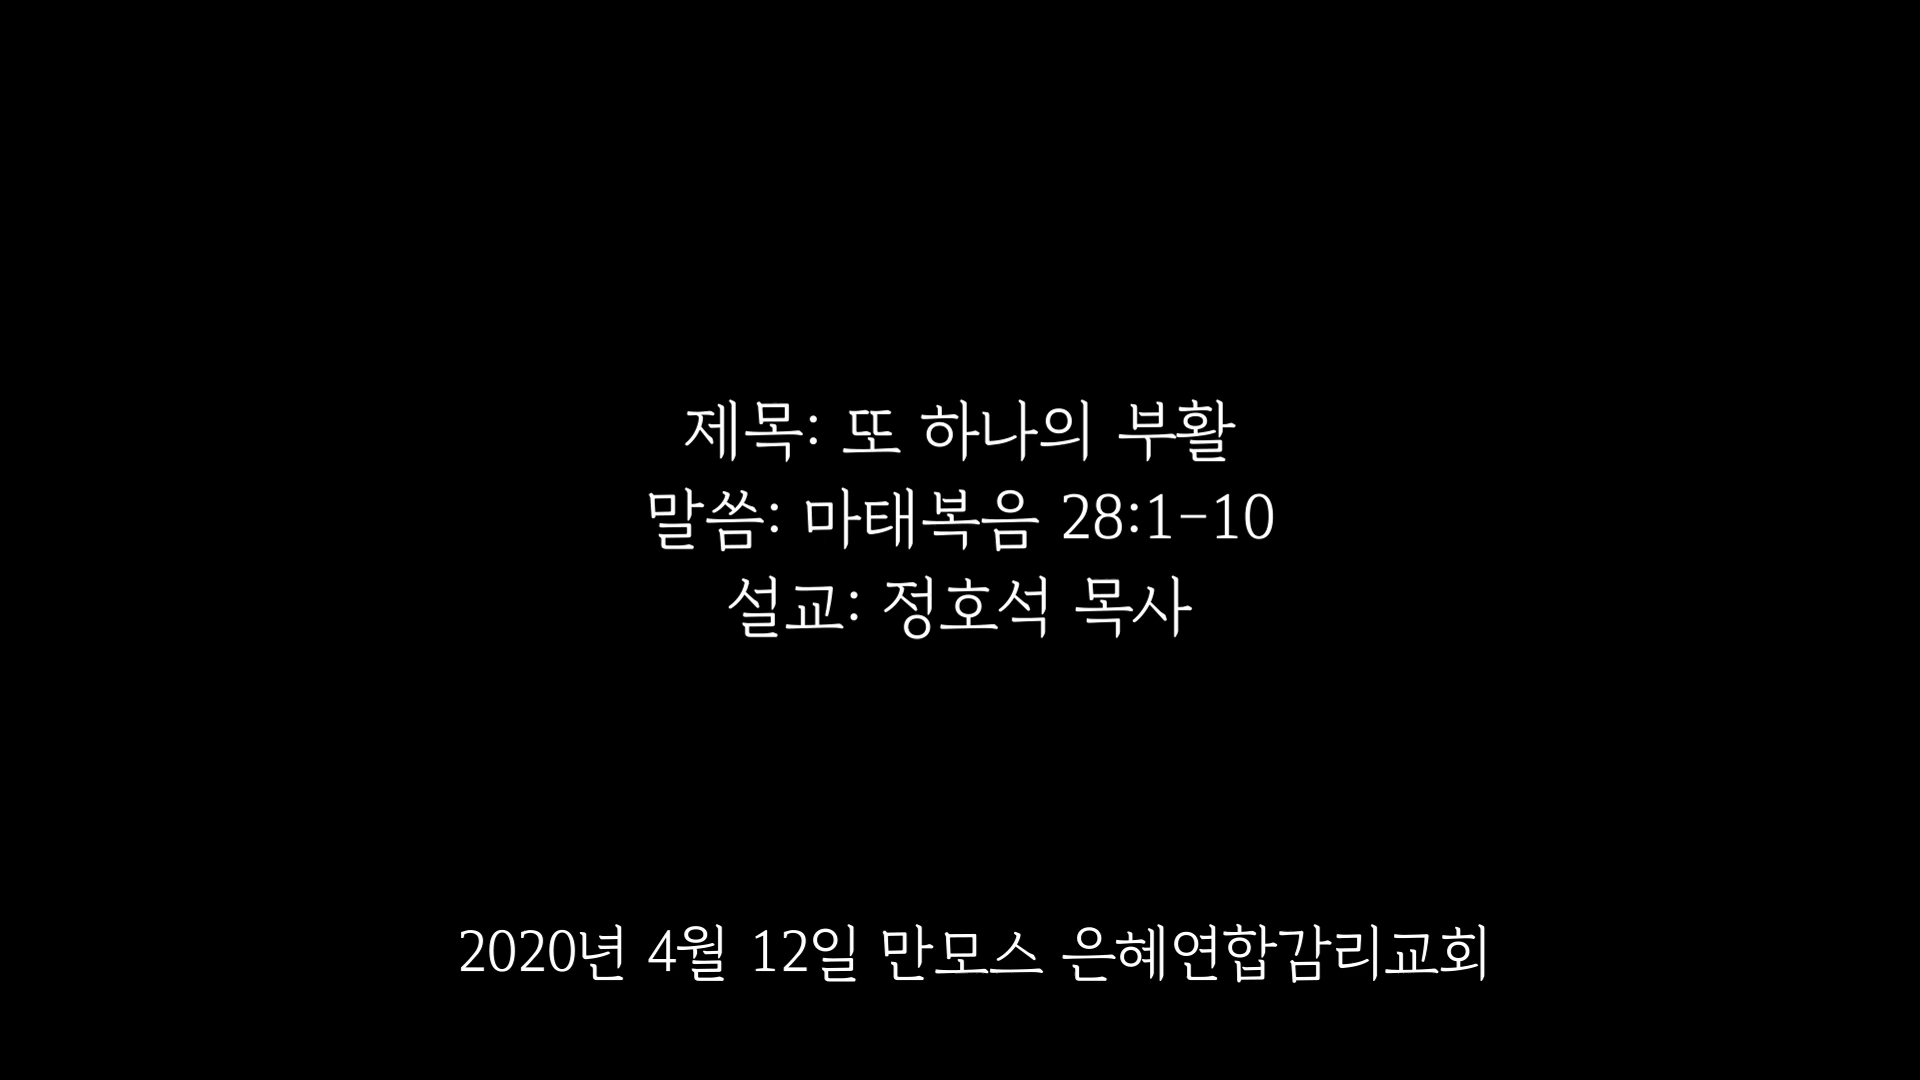 제목: 또 하나의 부활
말씀: 마태복음 28:1-10
설교: 정호석 목사
2020년 4월 12일 만모스 은혜연합감리교회